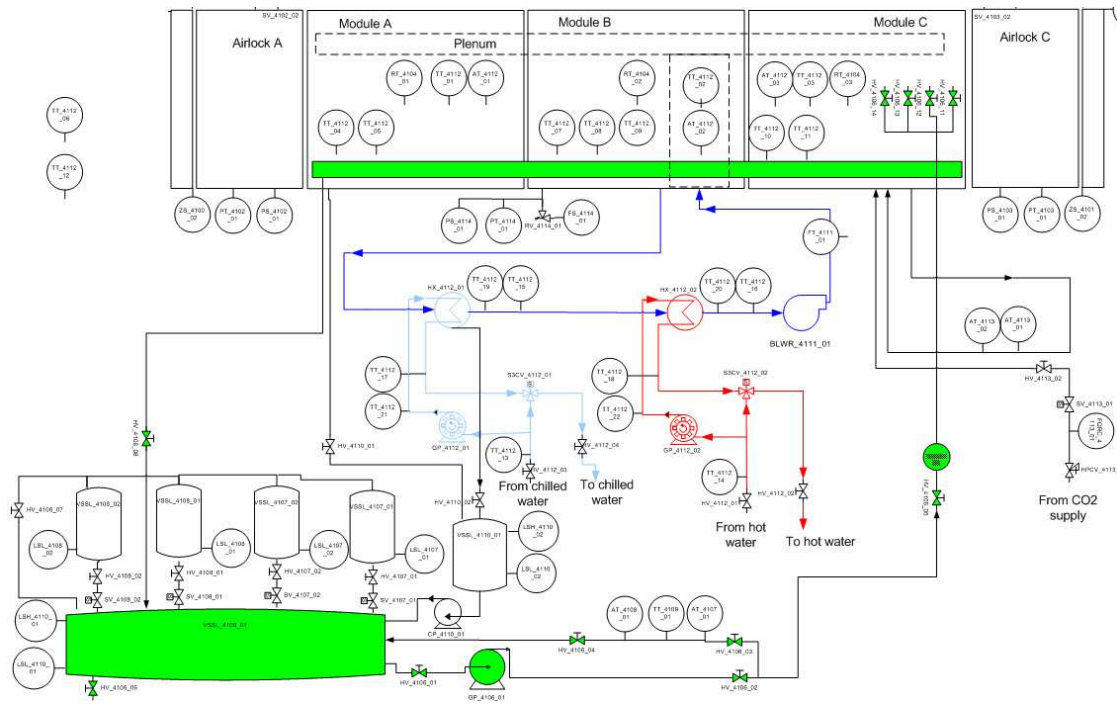 SV_4102_02
Airlock A
Module A
Module B
Module C
SV_4103_02
Airlock C
Plenum
RT_4104
_01
TT_4112
_01
AT_4112
_01
RT_4104
_02
TT_4112
_02
AT_4112
_03
TT_4112
_03
RT_4104
_03
HV_4106_14
HV_4106_13
HV_4106_12
HV_4106_11
TT_4112
_06
TT_4112
_04
TT_4112
_05
TT_4112
_07
TT_4112
_08
TT_4112
_09
AT_4112
_02
TT_4112
_10
TT_4112
_11
TT_4112
_12
ZS_4100
_02
PT_4102
_01
PS_4102
_01
PS_4114
_01
PT_4114
_01
RV_4114_01
FS_4114
_01
FT_4111
_01
PS_4103
_01
PT_4103
_01
ZS_4101
_02
HX_4112_01
TT_4112
_19
TT_4112
_15
HX_4112_02
TT_4112
_20
TT_4112
_16
BLWR_4111_01
AT_4113
_02
AT_4113
_01
HV_4113_02
TT_4112
_17
S3CV_4112_01
TT_4112
_18
S3CV_4112_02
SV_4113_01
TT_4112
_21
GP_4112_01
TT_4112
_22
GP_4112_02
HV_4110_01
TT_4112
_13
HV_4112_04
HV_4112_03
From chilled
water
To chilled
water
TT_4112
_14
HV_4112_01
HV_4112_02
From hot
water
To hot water
HPCV_4113_
From CO2
supply
HV_4106_07
VSSL_4108_02
VSSL_4108_01
VSSL_4107_02
VSSL_4107_01
HV_4110_02
VSSL_4110_01
LSH_4110
_02
LSL_4110
_02
LSL_4108
_02
LSL_4108
_01
LSL_4107
_02
LSL_4107
_01
HV_4108_02
HV_4108_01
HV_4107_02
HV_4107_01
SV_4108_02
SV_4108_01
SV_4107_02
SV_4107_01
LSH_4110_
01
VSSL_4106_01
CP_4110_01
AT_4108
_01
TT_4109
_01
AT_4107
_01
HV_4106_04
HV_4106_03
LSL_4110_
01
HV_4106_05
HV_4106_01
GP_4106_01
HV_4106_02